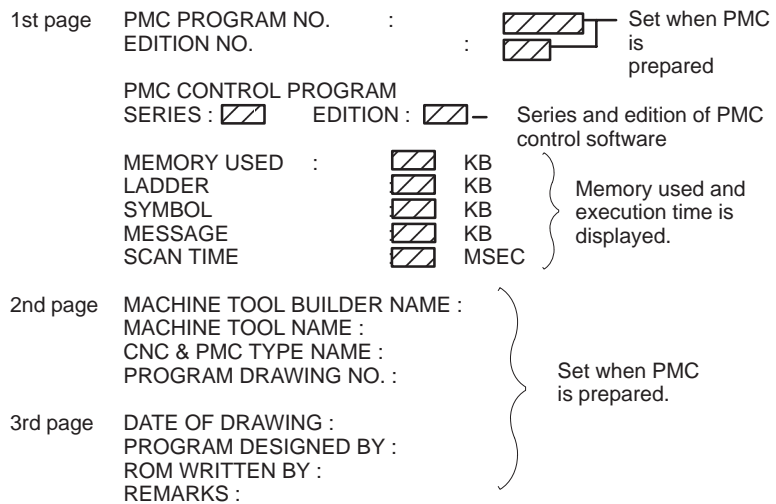 1st page PMC PROGRAM NO. : Set when PMC
EDITION NO. : is
prepared
PMC CONTROL PROGRAM
SERIES : EDITION : Series and edition of PMC
control software
MEMORY USED : KB
LADDER : KB Memory used and
SYMBOL : KB execution time is
MESSAGE : KB displayed.
SCAN TIME : MSEC
2nd page MACHINE TOOL BUILDER NAME :
MACHINE TOOL NAME :
CNC & PMC TYPE NAME :
PROGRAM DRAWING NO. : Set when PMC
is prepared.
3rd page DATE OF DRAWING :
PROGRAM DESIGNED BY :
ROM WRITTEN BY :
REMARKS :